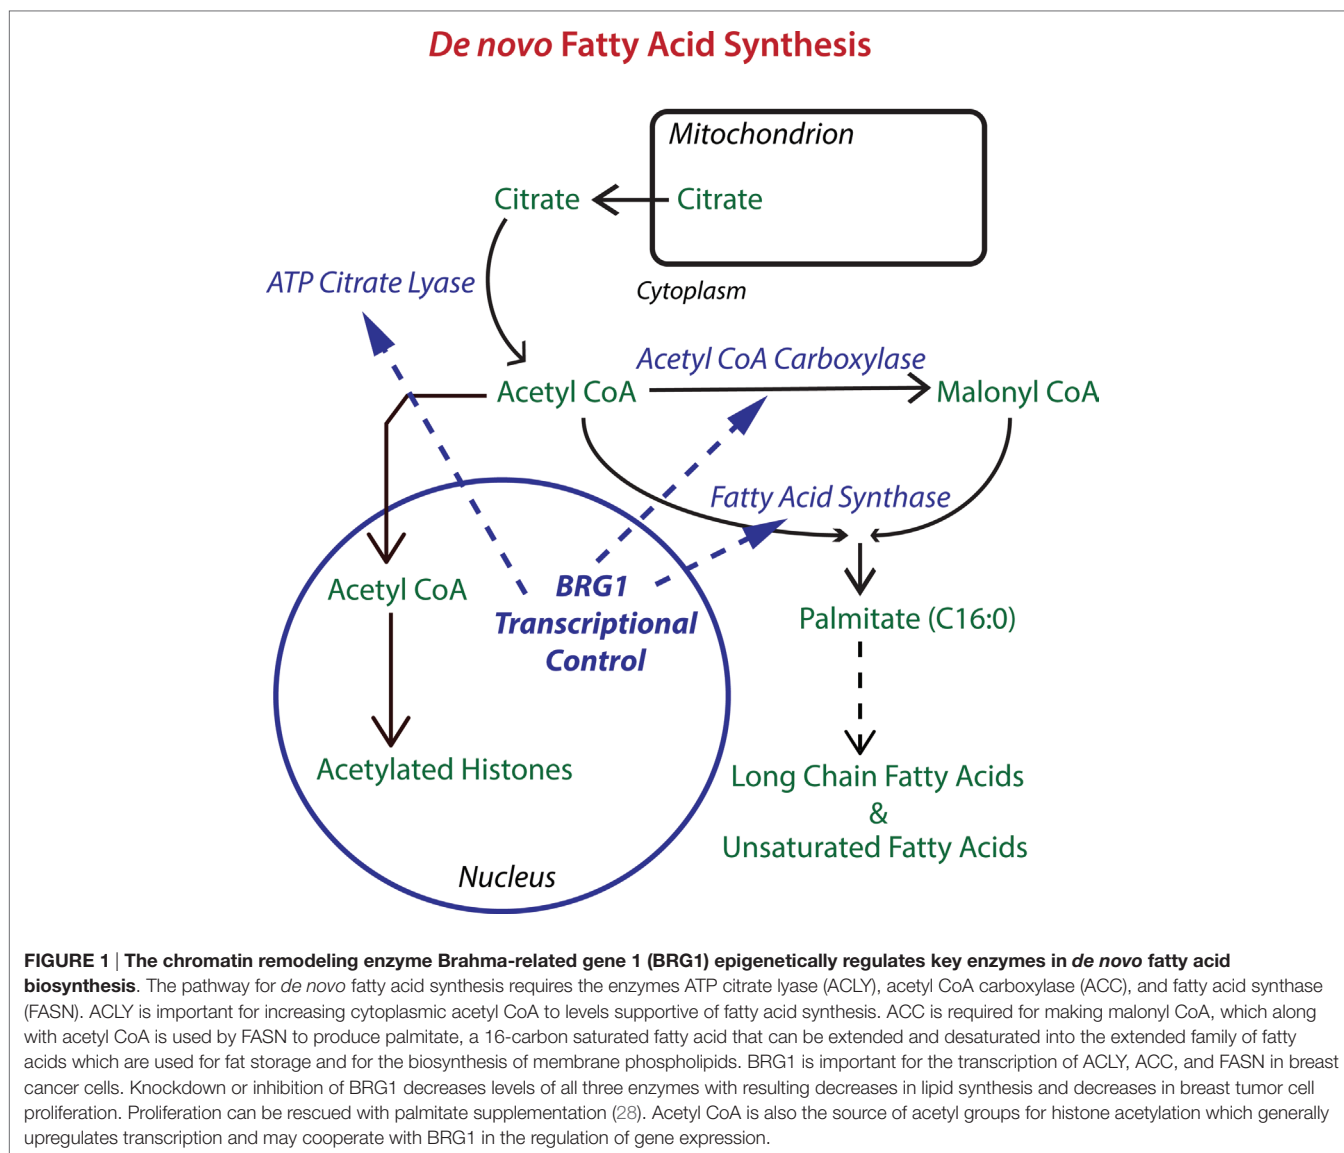 De novo Fatty Acid Synthesis
Mitochondrion
Citrate
Citrate
ATP Citrate Lyase
Cytoplasm
Acetyl CoA Carboxylase
Acetyl CoA
Malonyl CoA
Fatty Acid Synthase
Acetyl CoA
BRG1
Transcriptional
Control
Palmitate (C16:0)
Acetylated Histones
Long Chain Fatty Acids
&
Unsaturated Fatty Acids
Nucleus
FIGURE 1 | The chromatin remodeling enzyme Brahma-related gene 1 (BRG1) epigenetically regulates key enzymes in de novo fatty acid
biosynthesis. The pathway for de novo fatty acid synthesis requires the enzymes ATP citrate lyase (ACLY), acetyl CoA carboxylase (ACC), and fatty acid synthase
(FASN). ACLY is important for increasing cytoplasmic acetyl CoA to levels supportive of fatty acid synthesis. ACC is required for making malonyl CoA, which along
with acetyl CoA is used by FASN to produce palmitate, a 16-carbon saturated fatty acid that can be extended and desaturated into the extended family of fatty
acids which are used for fat storage and for the biosynthesis of membrane phospholipids. BRG1 is important for the transcription of ACLY, ACC, and FASN in breast
cancer cells. Knockdown or inhibition of BRG1 decreases levels of all three enzymes with resulting decreases in lipid synthesis and decreases in breast tumor cell
proliferation. Proliferation can be rescued with palmitate supplementation (28). Acetyl CoA is also the source of acetyl groups for histone acetylation which generally
upregulates transcription and may cooperate with BRG1 in the regulation of gene expression.